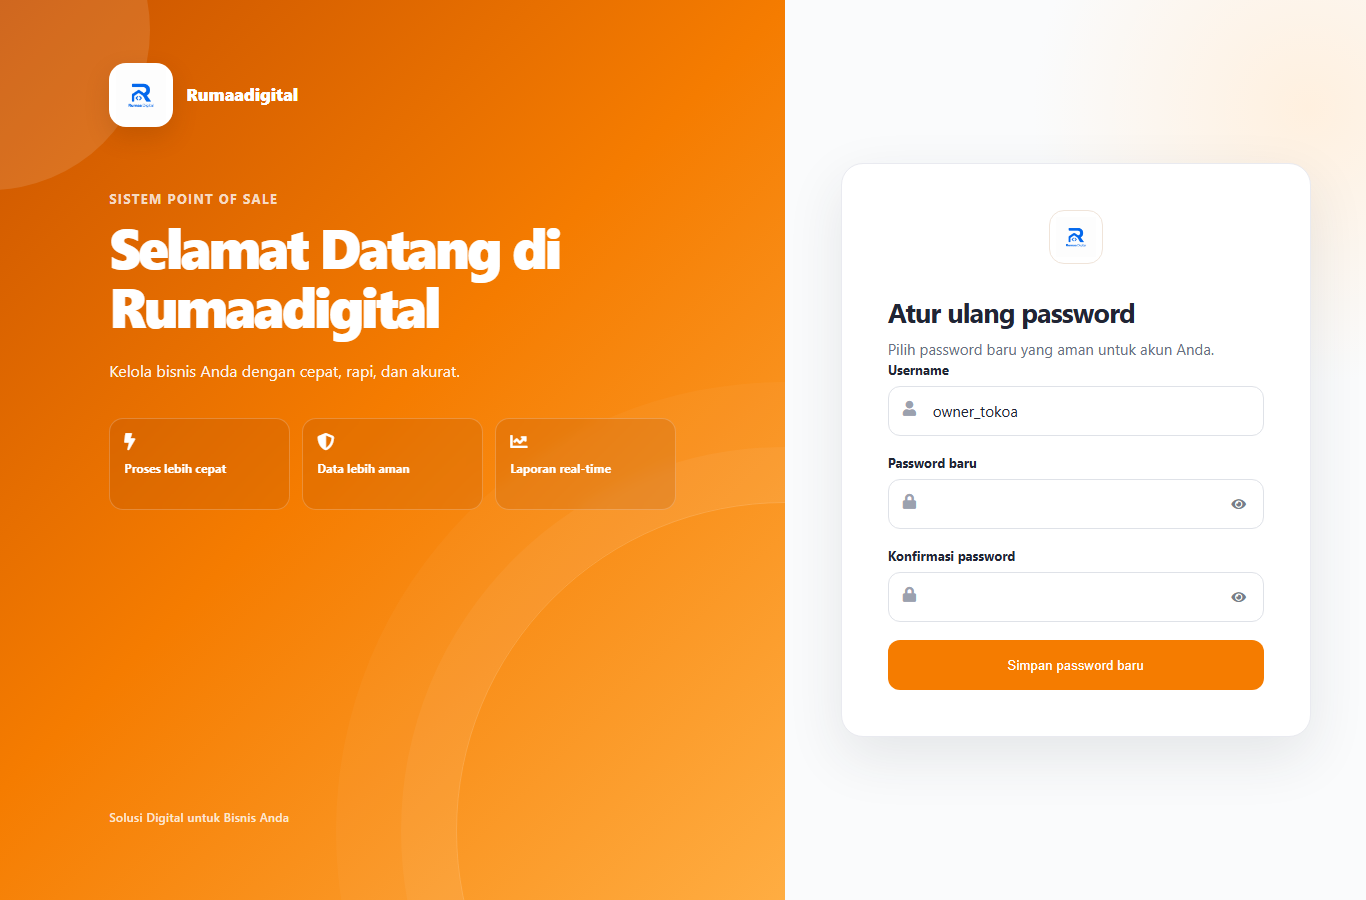 Rumaadigital
SISTEM POINT OF SALE
Selamat Datang di
Rumaadigital
Kelola bisnis Anda dengan cepat, rapi, dan akurat.
Proses lebih cepat
Data lebih aman
Laporan real-time
Solusi Digital untuk Bisnis Anda
Atur ulang password
Pilih password baru yang aman untuk akun Anda.
Username
owner_tokoa
Password baru
Konfirmasi password
Simpan password baru